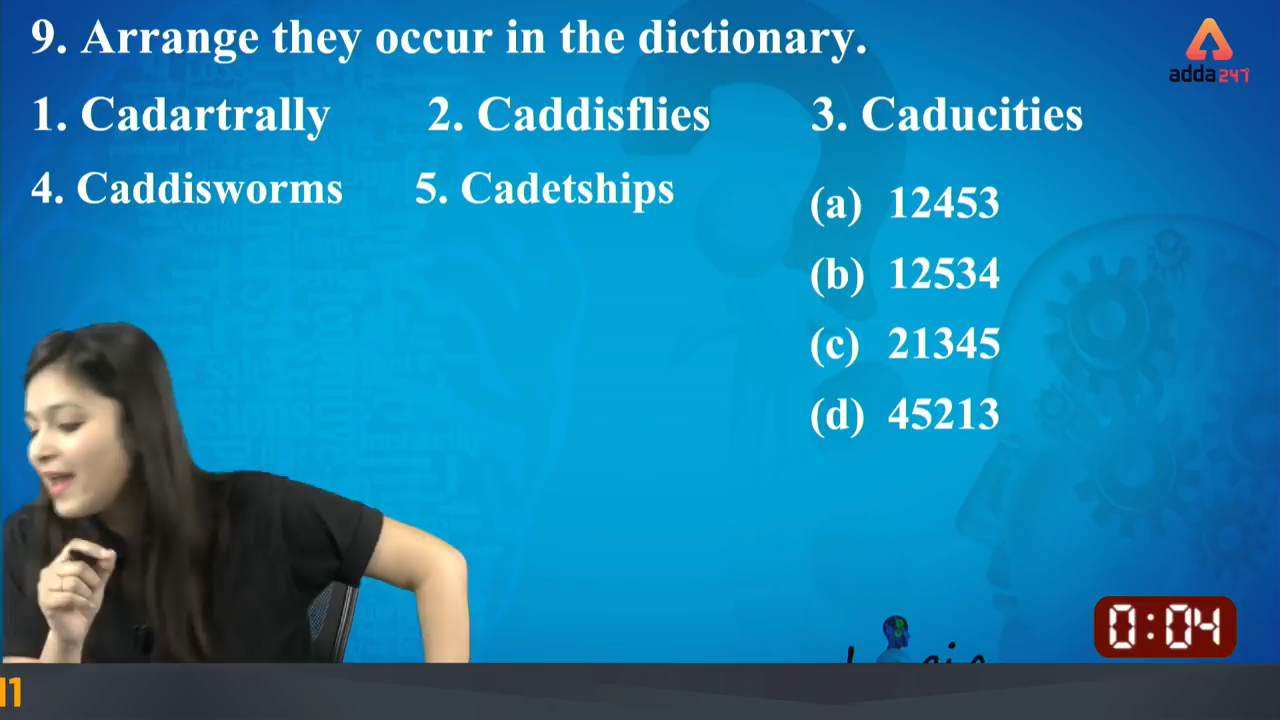 9. Arrange they occur in the dictionary.
adda247
1. Cadartrally 2. Caddisflies 3. Caducities
4. Caddisworms 5. Cadetships
(a) 12453
(b) 12534
(c) 21345
(d) 45213
0:04
11